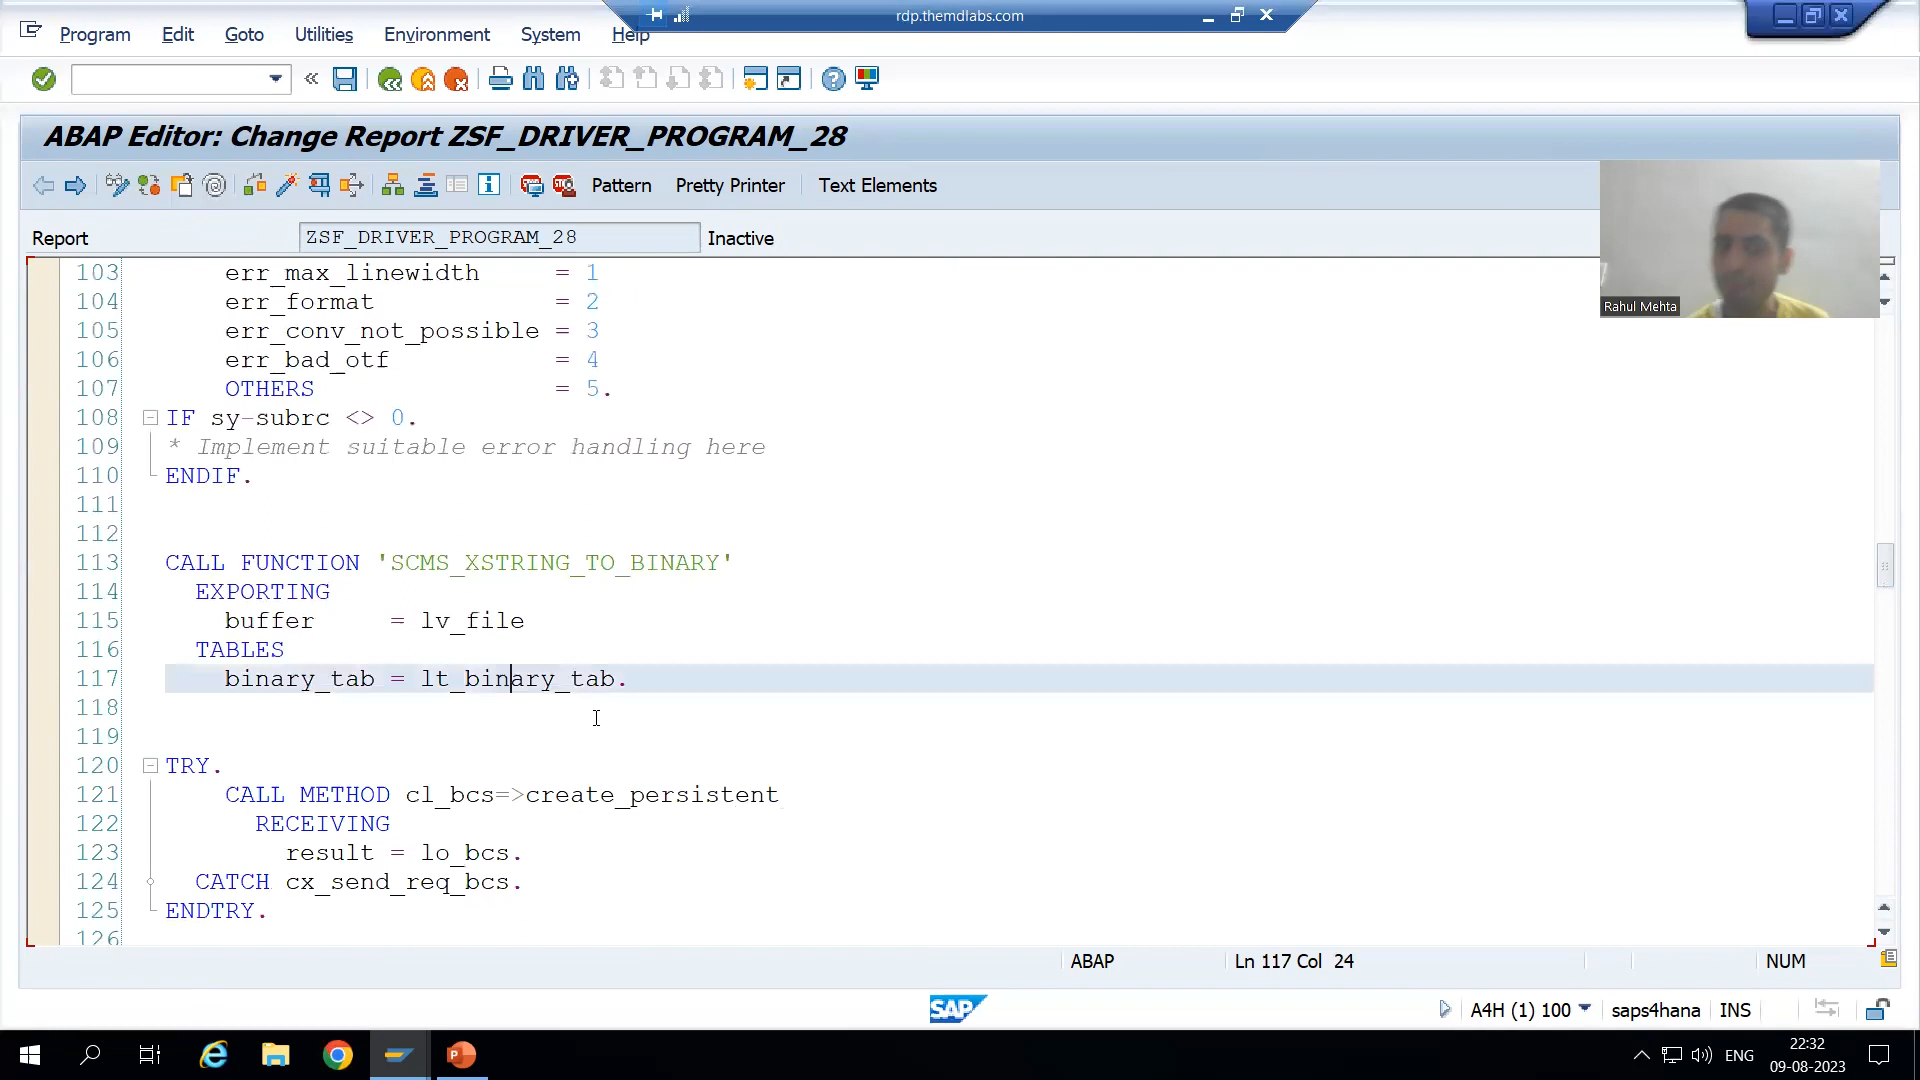 rdp.themdlabs.com
Program Edit Goto Utilities Environment System Help
ABAP Editor: Change Report ZSF_DRIVER_PROGRAM_28
Pattern Pretty Printer Text Elements
Report ZSF_DRIVER_PROGRAM_28 Inactive
Rahul Mehta
103 err_max_linewidth = 1
104 err_format = 2
105 err_conv_not_possible = 3
106 err_bad_otf = 4
107 OTHERS = 5.
108 IF sy-subrc <> 0.
109 * Implement suitable error handling here
110 ENDIF.
111
112
113 CALL FUNCTION 'SCMS_XSTRING_TO_BINARY'
114 EXPORTING
115 buffer = lv_file
116 TABLES
117 binary_tab = lt_binary_tab.
118
119
120 TRY.
121 CALL METHOD cl_bcs=>create_persistent
122 RECEIVING
123 result = lo_bcs.
124 CATCH cx_send_req_bcs.
125 ENDTRY.
126
ABAP Ln 117 Col 24 NUM
SAP A4H (1) 100 saps4hana INS
ENG 22:32
09-08-2023